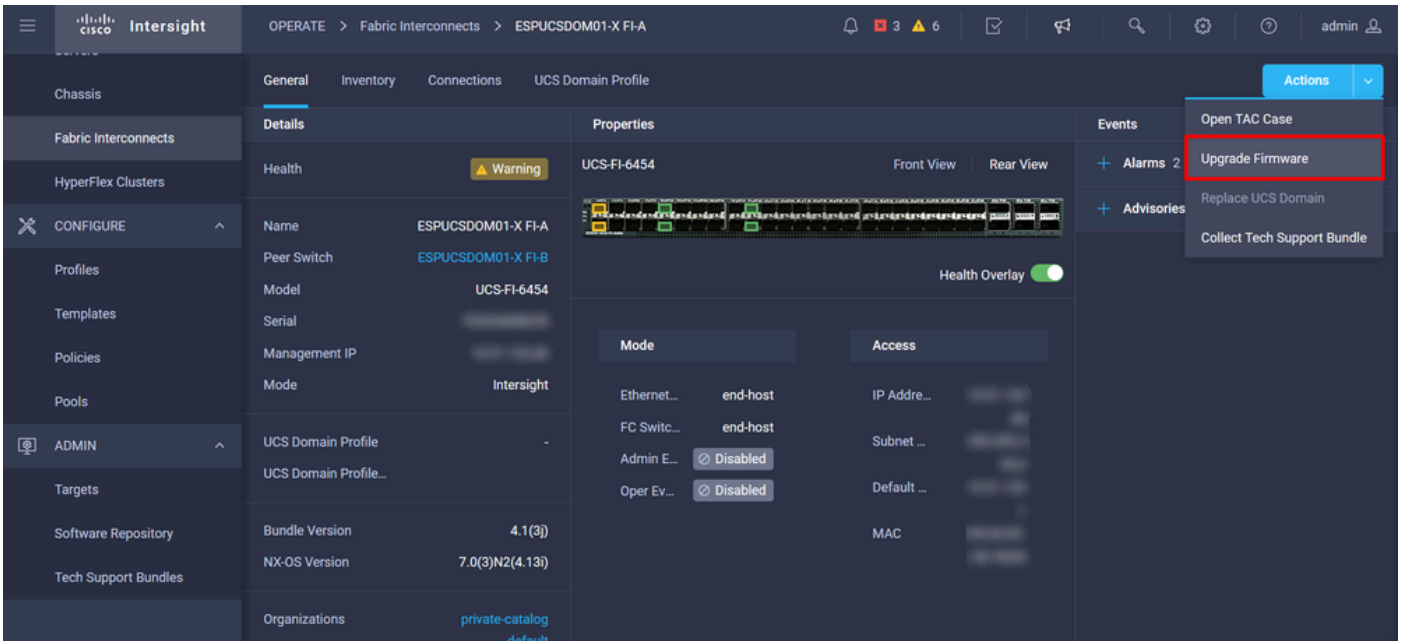 cisco Intersight
OPERATE > Fabric Interconnects > ESPUCSDOM01-X FI-A
3 6
admin
Chassis
Fabric Interconnects
HyperFlex Clusters
CONFIGURE
Profiles
Templates
Policies
Pools
ADMIN
Targets
Software Repository
Tech Support Bundles
General Inventory Connections UCS Domain Profile
Actions
Open TAC Case
Upgrade Firmware
Replace UCS Domain
Collect Tech Support Bundle
Details
Health Warning
Name ESPUCSDOM01-X FI-A
Peer Switch ESPUCSDOM01-X FI-B
Model UCS-FI-6454
Serial
Management IP
Mode Intersight
UCS Domain Profile -
UCS Domain Profile...
Bundle Version 4.1(3j)
NX-OS Version 7.0(3)N2(4.13i)
Organizations private-catalog
default
Properties
UCS-FI-6454 Front View Rear View
Health Overlay
Mode
Ethernet... end-host
FC Switc... end-host
Admin E... Disabled
Oper Ev... Disabled
Access
IP Addre...
Subnet ...
Default ...
MAC
Events
+ Alarms 2
+ Advisories